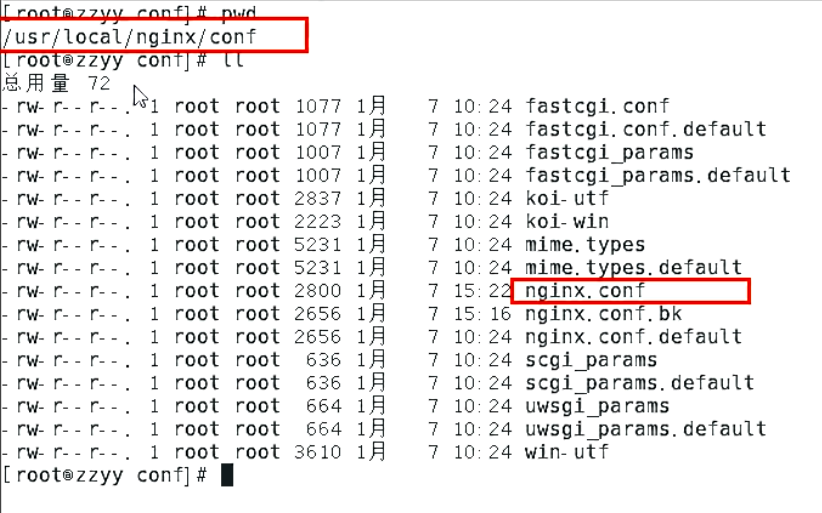 [root@zzyy conf]# pwd
/usr/local/nginx/conf
[root@zzyy conf]# ll
总用量 72
-rw-r--r--. 1 root root 1077 1月   7 10:24 fastcgi.conf
-rw-r--r--. 1 root root 1077 1月   7 10:24 fastcgi.conf.default
-rw-r--r--. 1 root root 1007 1月   7 10:24 fastcgi_params
-rw-r--r--. 1 root root 1007 1月   7 10:24 fastcgi_params.default
-rw-r--r--. 1 root root 2837 1月   7 10:24 koi-utf
-rw-r--r--. 1 root root 2223 1月   7 10:24 koi-win
-rw-r--r--. 1 root root 5231 1月   7 10:24 mime.types
-rw-r--r--. 1 root root 5231 1月   7 10:24 mime.types.default
-rw-r--r--. 1 root root 2800 1月   7 15:22 nginx.conf
-rw-r--r--. 1 root root 2656 1月   7 15:16 nginx.conf.bk
-rw-r--r--. 1 root root 2656 1月   7 10:24 nginx.conf.default
-rw-r--r--. 1 root root  636 1月   7 10:24 scgi_params
-rw-r--r--. 1 root root  636 1月   7 10:24 scgi_params.default
-rw-r--r--. 1 root root  664 1月   7 10:24 uwsgi_params
-rw-r--r--. 1 root root  664 1月   7 10:24 uwsgi_params.default
-rw-r--r--. 1 root root 3610 1月   7 10:24 win-utf
[root@zzyy conf]#